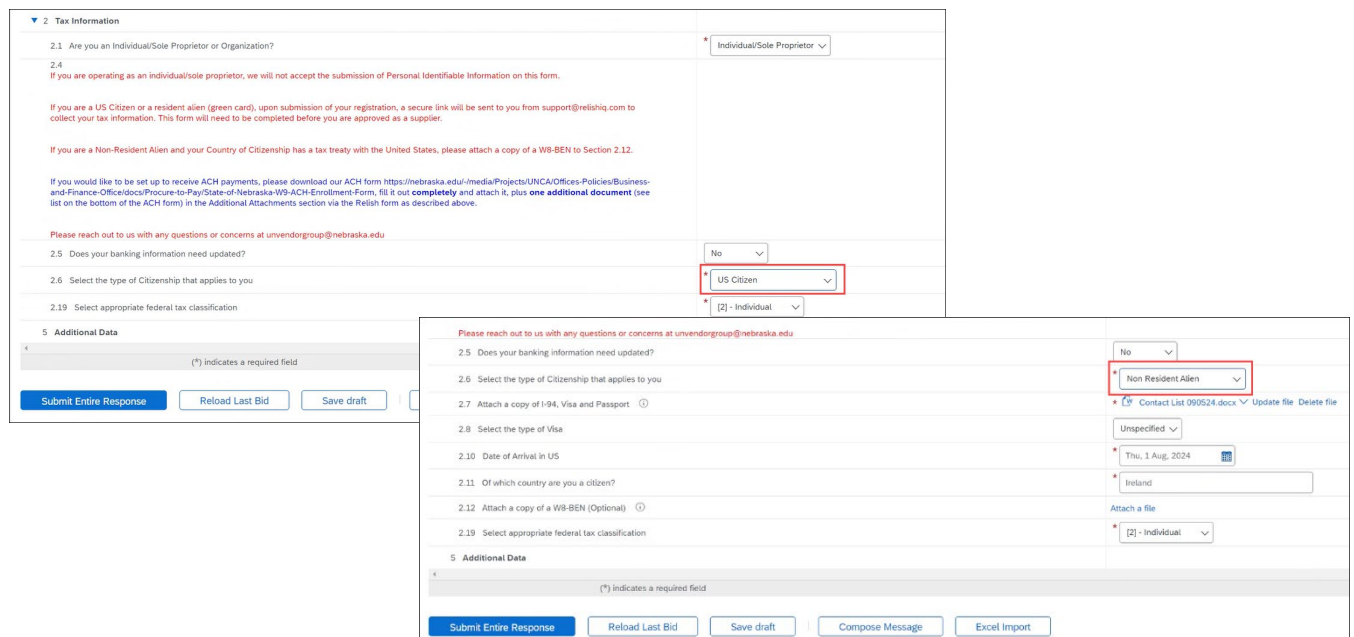 ▼ 2 Tax Information
2.1 Are you an Individual/Sole Proprietor or Organization?
* Individual/Sole Proprietor
2.4
If you are operating as an individual/sole proprietor, we will not accept the submission of Personal Identifiable Information on this form.
If you are a US Citizen or a resident alien (green card), upon submission of your registration, a secure link will be sent to you from support@relishiq.com to
collect your tax information. This form will need to be completed before you are approved as a supplier.
If you are a Non-Resident Alien and your Country of Citizenship has a tax treaty with the United States, please attach a copy of a W8-BEN to Section 2.12.
If you would like to be set up to receive ACH payments, please download our ACH form https://nebraska.edu/-/media/Projects/UNCA/Offices-Policies/Business-
and-Finance-Office/docs/Procure-to-Pay/State-of-Nebraska-W9-ACH-Enrollment-Form, fill it out completely and attach it, plus one additional document (see
list on the bottom of the ACH form) in the Additional Attachments section via the Relish form as described above.
Please reach out to us with any questions or concerns at unvendorgroup@nebraska.edu
2.5 Does your banking information need updated?
No
2.6 Select the type of Citizenship that applies to you
* US Citizen
2.19 Select appropriate federal tax classification
* [2] - Individual
5 Additional Data
(*) indicates a required field
Submit Entire Response
Reload Last Bid
Save draft
Please reach out to us with any questions or concerns at unvendorgroup@nebraska.edu
2.5 Does your banking information need updated?
No
2.6 Select the type of Citizenship that applies to you
* Non Resident Alien
2.7 Attach a copy of I-94, Visa and Passport
* Contact List 090524.docx Update file Delete file
2.8 Select the type of Visa
Unspecified
2.10 Date of Arrival in US
* Thu, 1 Aug, 2024
2.11 Of which country are you a citizen?
* Ireland
2.12 Attach a copy of a W8-BEN (Optional)
Attach a file
2.19 Select appropriate federal tax classification
* [2] - Individual
5 Additional Data
(*) indicates a required field
Submit Entire Response
Reload Last Bid
Save draft
Compose Message
Excel Import